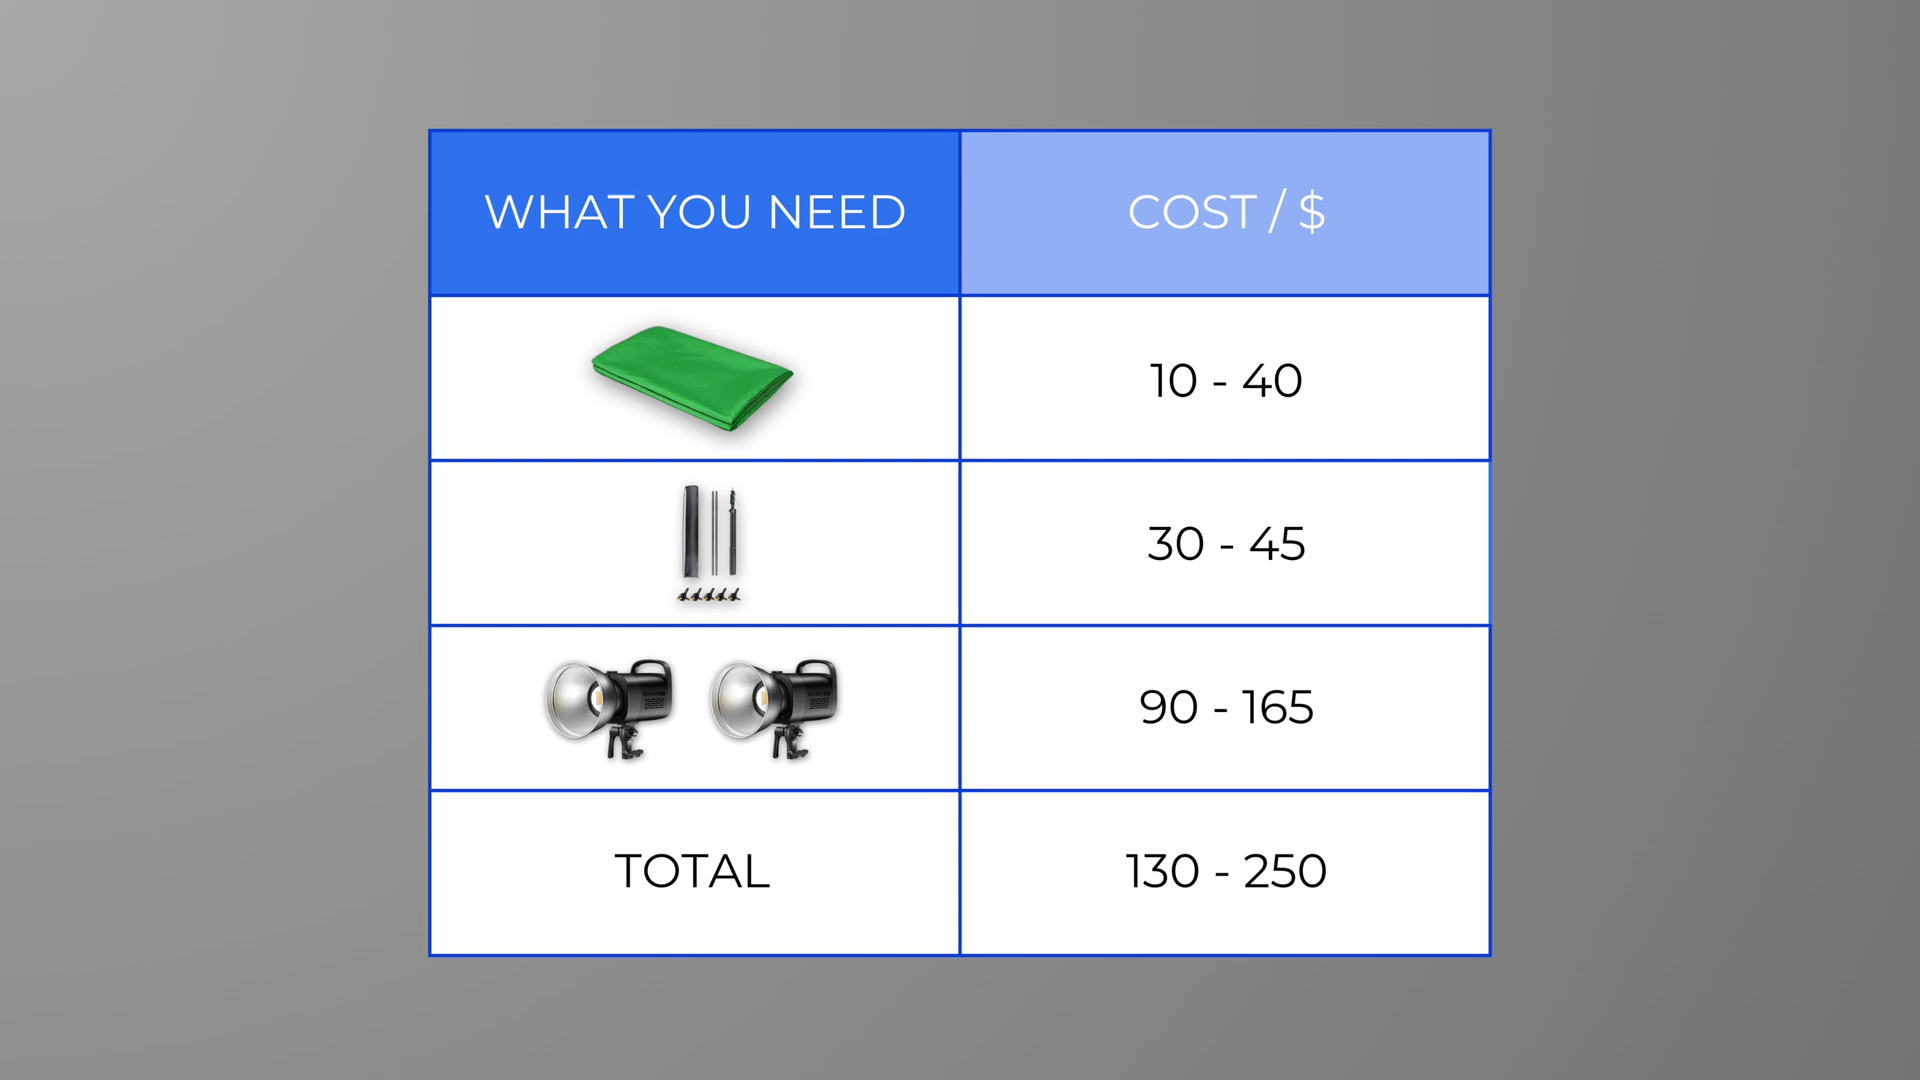 WHAT YOU NEED
COST / $
10 - 40
30 - 45
90 - 165
TOTAL
130 - 250